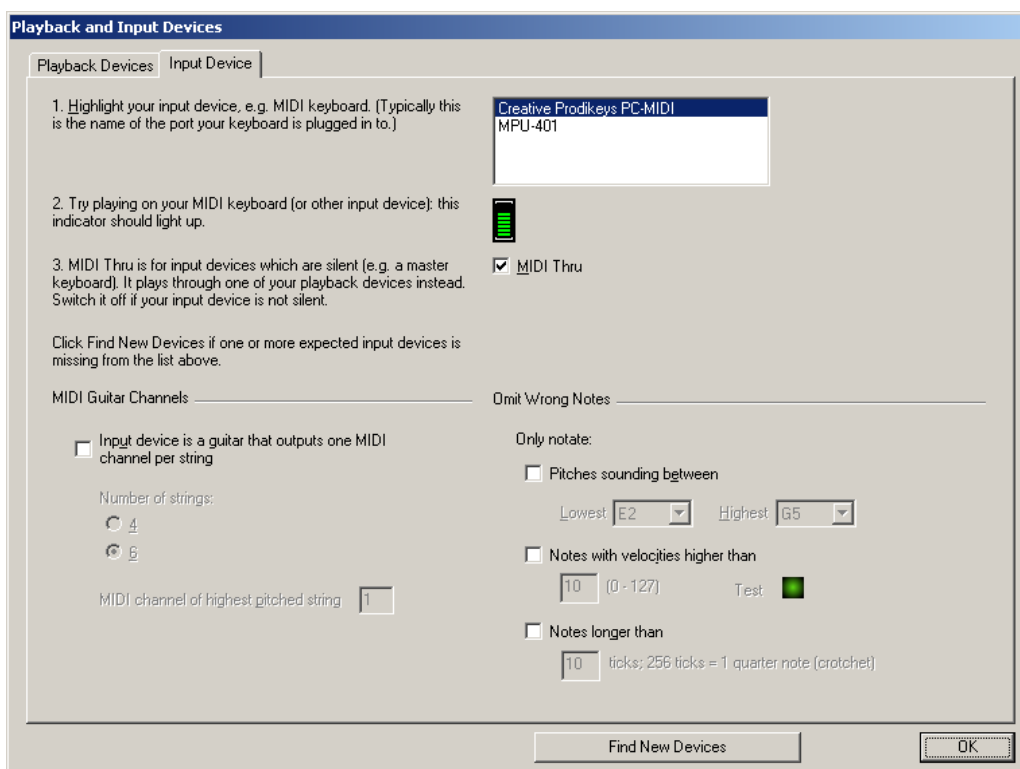 Playback and Input Devices
Playback Devices
Input Device
1. Highlight your input device, e.g. MIDI keyboard. (Typically this
is the name of the port your keyboard is plugged in to.)
Creative Prodikeys PC-MIDI
MPU-401
2. Try playing on your MIDI keyboard (or other input device): this
indicator should light up.
3. MIDI Thru is for input devices which are silent (e.g. a master
keyboard). It plays through one of your playback devices instead.
Switch it off if your input device is not silent.
MIDI Thru
Click Find New Devices if one or more expected input devices is
missing from the list above.
MIDI Guitar Channels
Input device is a guitar that outputs one MIDI
channel per string
Number of strings:
4
6
MIDI channel of highest pitched string 1
Omit Wrong Notes
Only notate:
Pitches sounding between
Lowest E2 Highest G5
Notes with velocities higher than
10 (0 - 127) Test
Notes longer than
10 ticks; 256 ticks = 1 quarter note (crotchet)
Find New Devices
OK